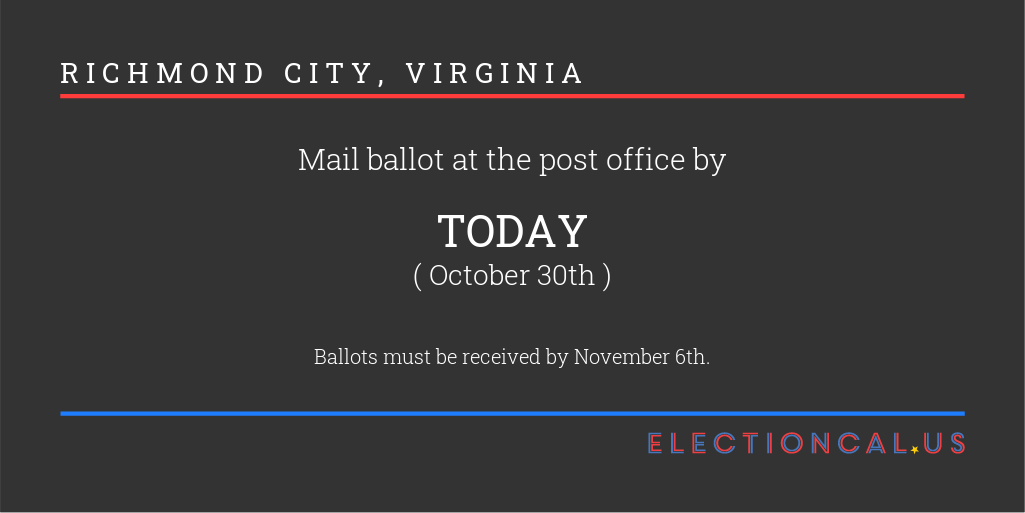 RICHMOND CITY, VIRGINIA
Mail ballot at the post office by
TODAY
( October 30th )
Ballots must be received by November 6th.
ELECTIONCAL.US